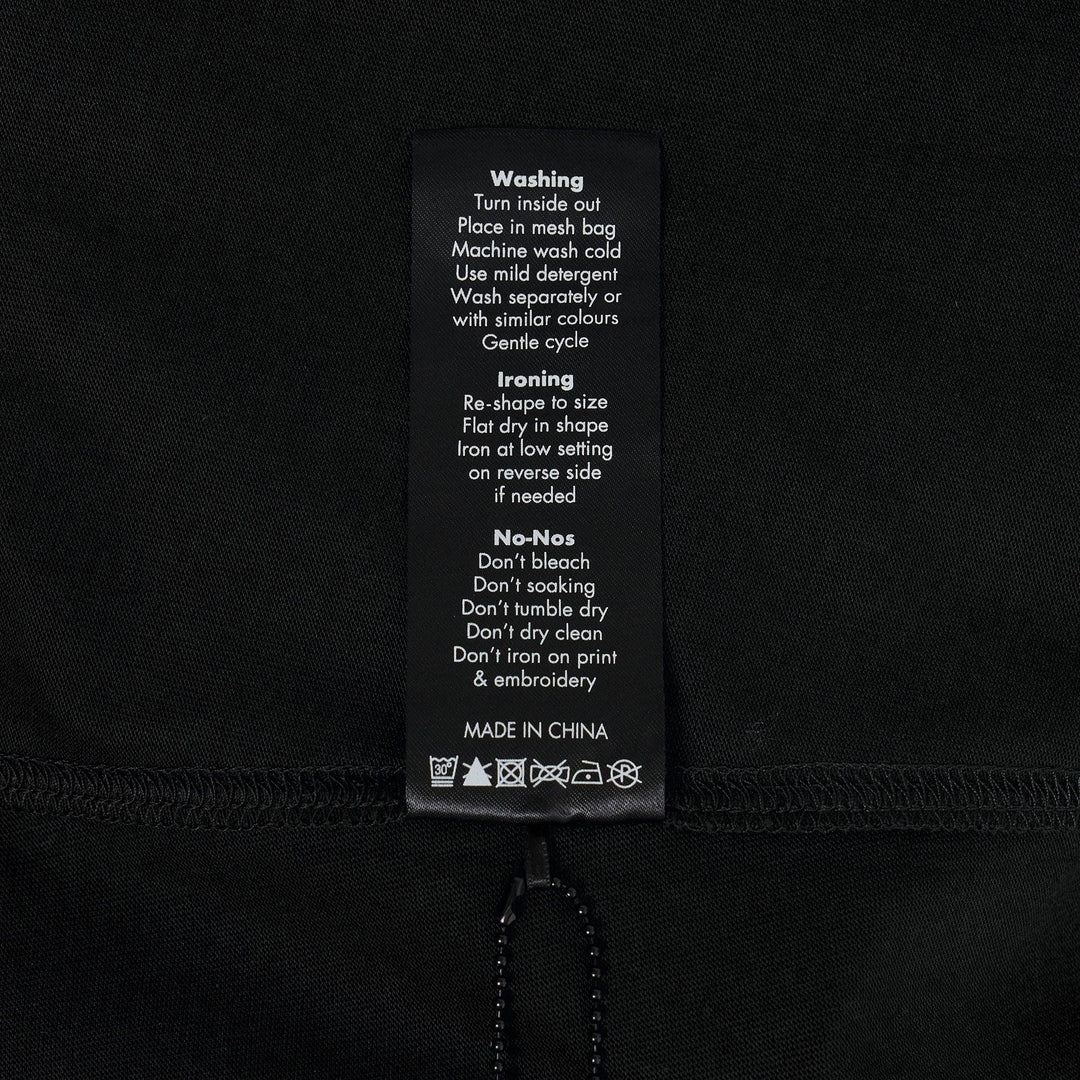 Washing
Turn inside out
Place in mesh bag
Machine wash cold
Use mild detergent
Wash separately or
with similar colours
Gentle cycle
Ironing
Re-shape to size
Flat dry in shape
Iron at low setting
on reverse side
if needed
No-Nos
Don't bleach
Don't soaking
Don't tumble dry
Don't dry clean
Don't iron on print
& embroidery
MADE IN CHINA
30° P